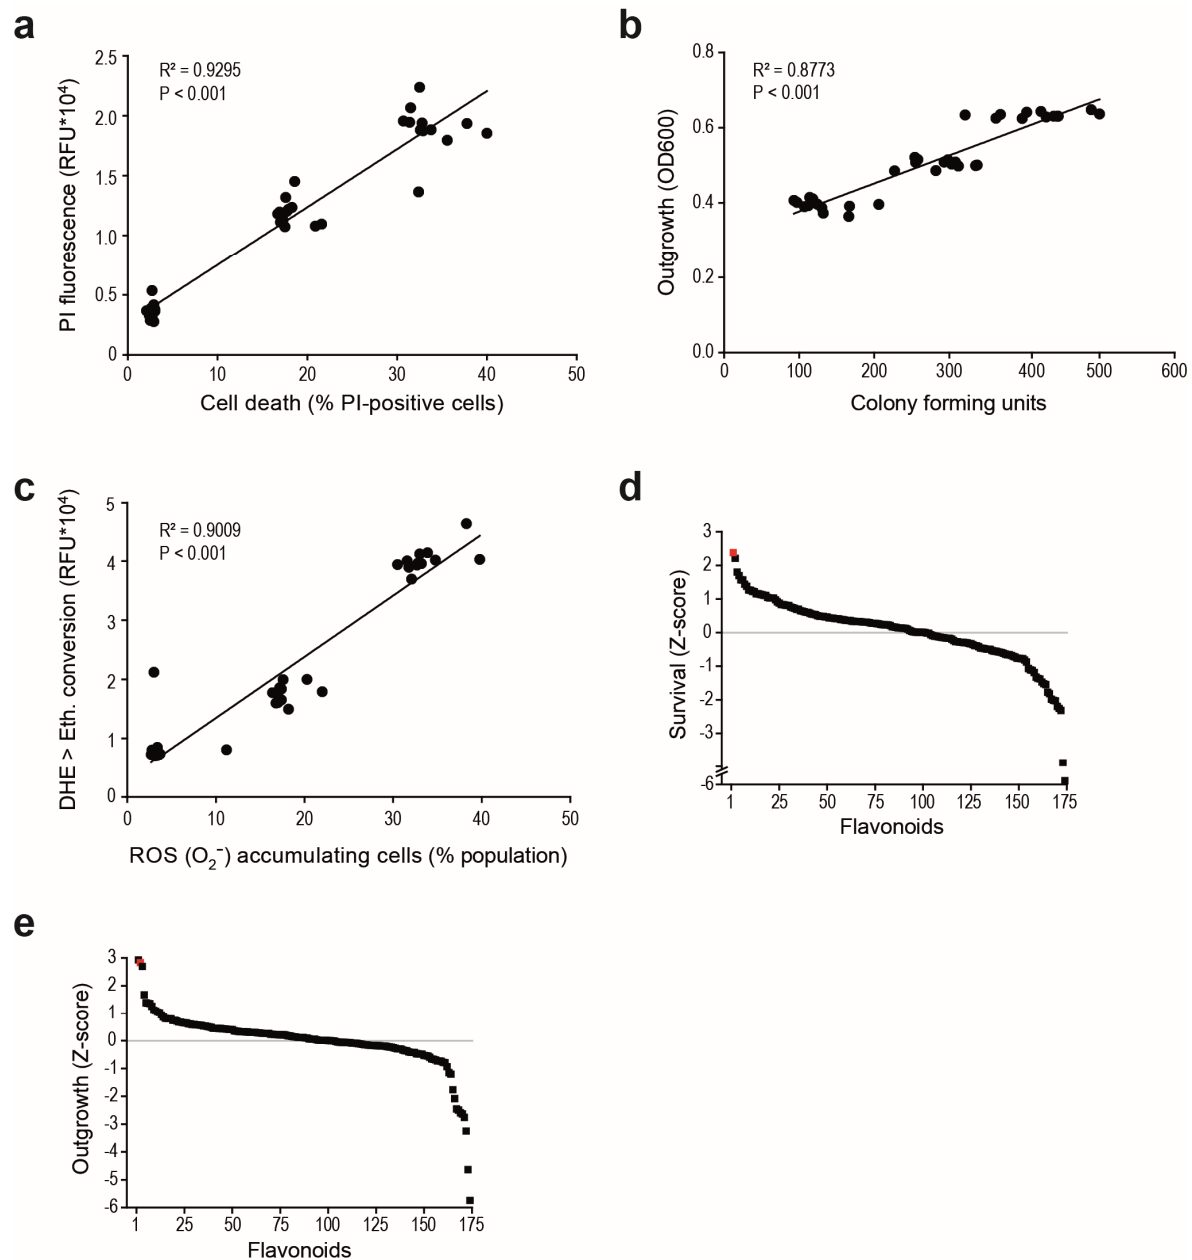 a
PI fluorescence (RFU*10⁴)
2.5
2.0
1.5
1.0
0.5
0
R² = 0.9295
P < 0.001
0 10 20 30 40 50
Cell death (% PI-positive cells)
b
Outgrowth (OD600)
0.8
0.6
0.4
0.2
0.0
R² = 0.8773
P < 0.001
0 100 200 300 400 500 600
Colony forming units
c
DHE > Eth. conversion (RFU*10⁴)
5
4
3
2
1
0
R² = 0.9009
P < 0.001
0 10 20 30 40 50
ROS (O₂⁻) accumulating cells (% population)
d
Survival (Z-score)
3
2
1
0
-1
-2
-3
-6
1 25 50 75 100 125 150 175
Flavonoids
e
Outgrowth (Z-score)
3
2
1
0
-1
-2
-3
-4
-5
-6
1 25 50 75 100 125 150 175
Flavonoids